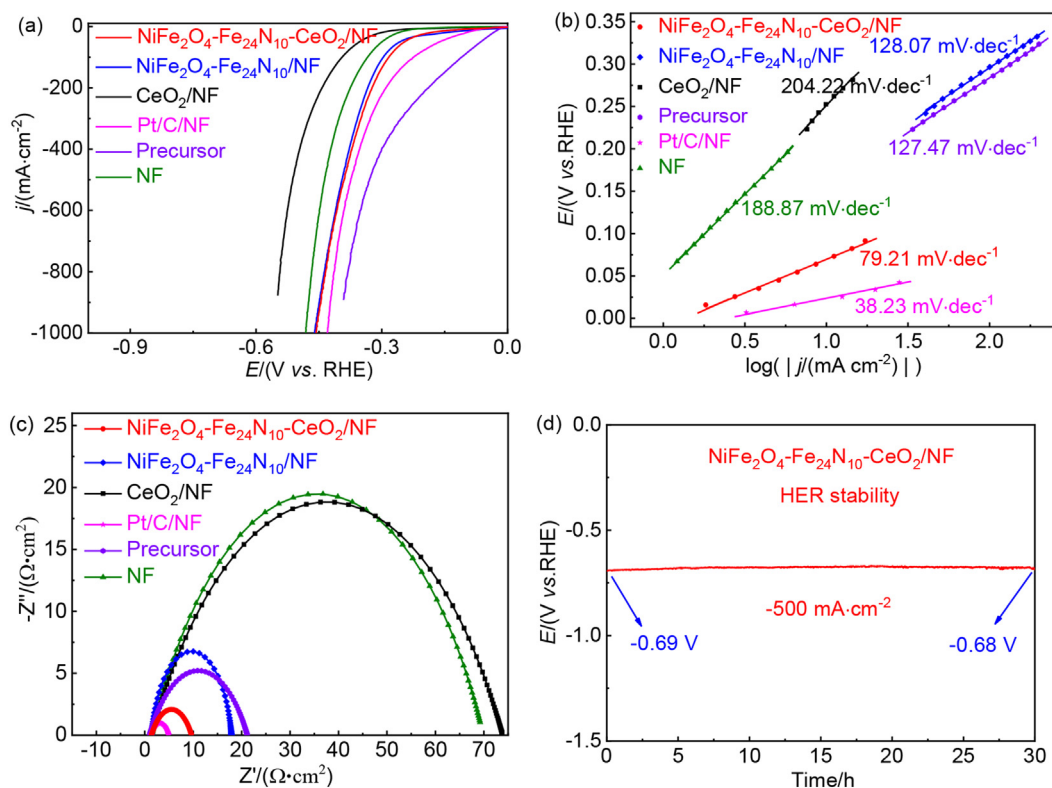 (a)
NiFe₂O₄-Fe₂₄N₁₀-CeO₂/NF
NiFe₂O₄-Fe₂₄N₁₀/NF
CeO₂/NF
Pt/C/NF
Precursor
NF
0
-200
-400
-600
-800
-1000
j/(mA·cm⁻²)
-0.9
-0.6
-0.3
0.0
E/(V vs. RHE)
(b)
NiFe₂O₄-Fe₂₄N₁₀-CeO₂/NF
NiFe₂O₄-Fe₂₄N₁₀/NF
CeO₂/NF
Precursor
Pt/C/NF
NF
128.07 mV·dec⁻¹
204.22 mV·dec⁻¹
127.47 mV·dec⁻¹
188.87 mV·dec⁻¹
79.21 mV·dec⁻¹
38.23 mV·dec⁻¹
0.35
0.30
0.25
0.20
0.15
0.10
0.05
0.00
E/(V vs.RHE)
0.0
0.5
1.0
1.5
2.0
log( | j/(mA cm⁻²) | )
(c)
NiFe₂O₄-Fe₂₄N₁₀-CeO₂/NF
NiFe₂O₄-Fe₂₄N₁₀/NF
CeO₂/NF
Pt/C/NF
Precursor
NF
25
20
15
10
5
0
-Z''/(Ω·cm²)
-10
0
10
20
30
40
50
60
70
Z'/(Ω·cm²)
(d)
NiFe₂O₄-Fe₂₄N₁₀-CeO₂/NF
HER stability
-500 mA·cm⁻²
-0.69 V
-0.68 V
0.0
-0.5
-1.0
-1.5
E/(V vs.RHE)
0
5
10
15
20
25
30
Time/h